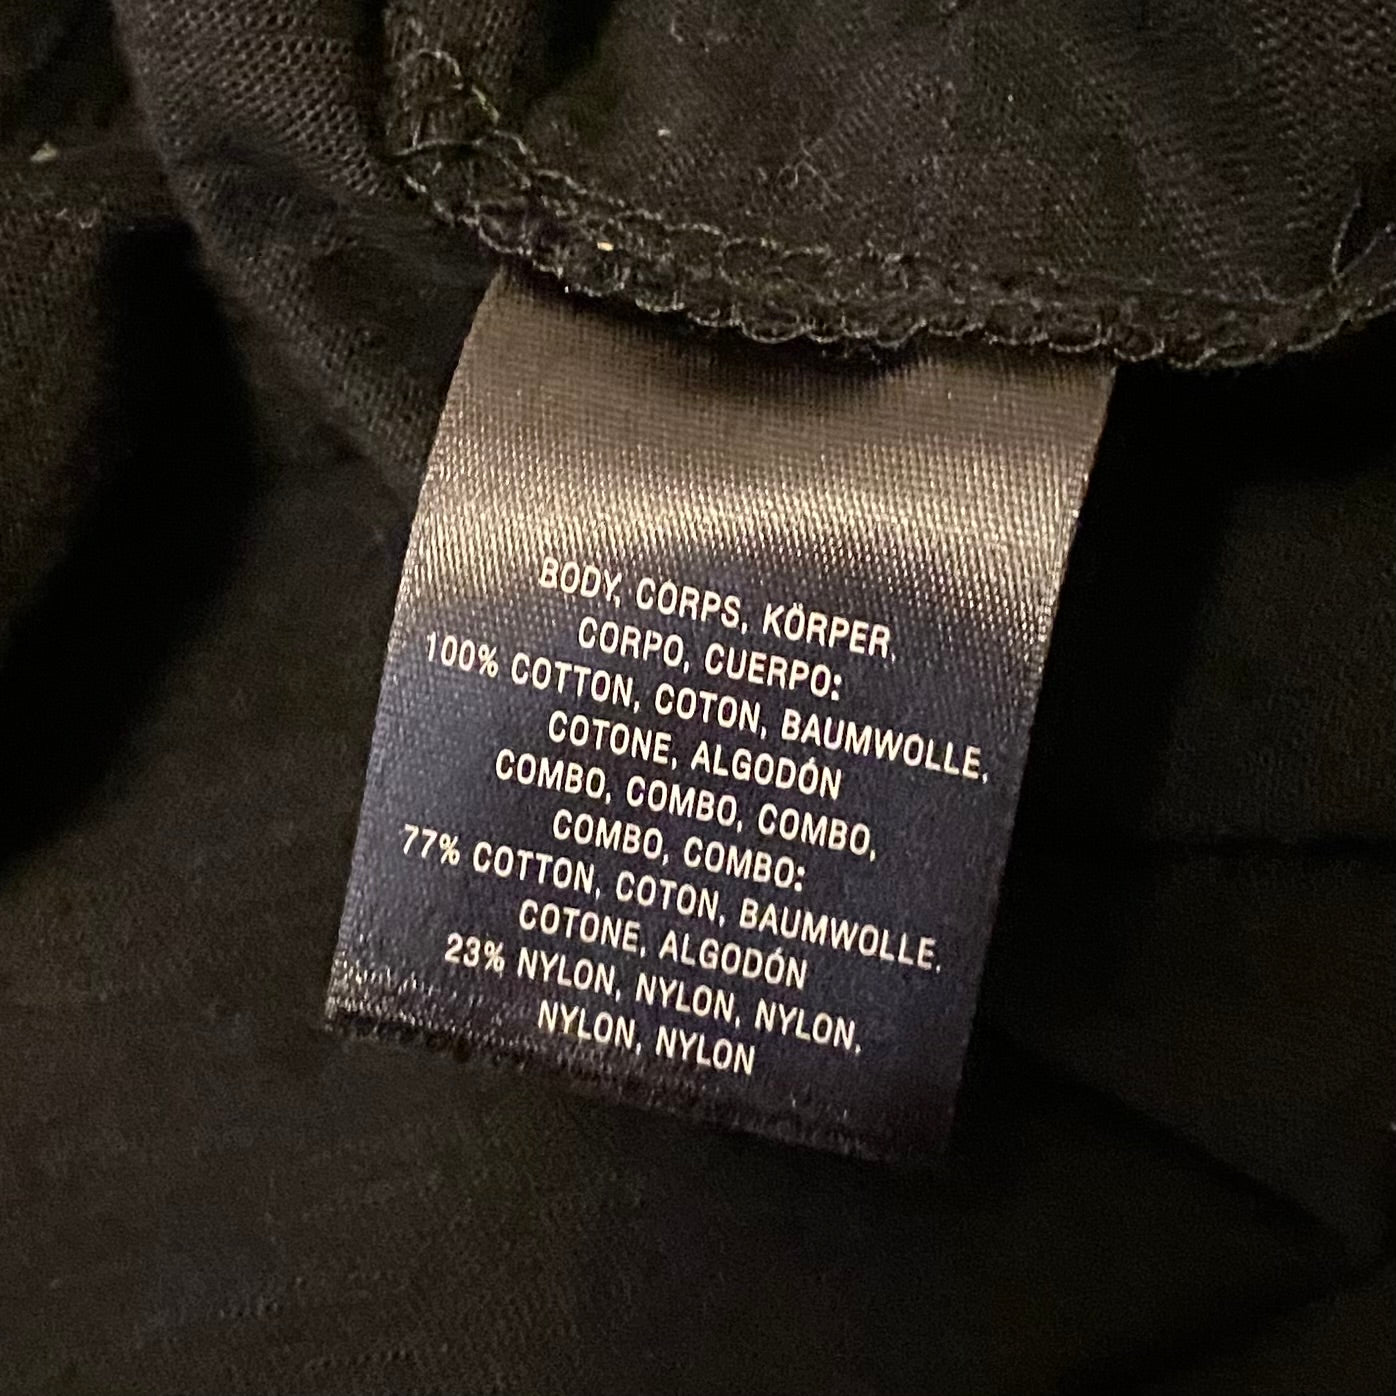 BODY, CORPS, KÖRPER,
CORPO, CUERPO:
100% COTTON, COTON, BAUMWOLLE,
COTONE, ALGODÓN
COMBO, COMBO, COMBO,
COMBO, COMBO:
77% COTTON, COTON, BAUMWOLLE,
COTONE, ALGODÓN
23% NYLON, NYLON, NYLON,
NYLON, NYLON